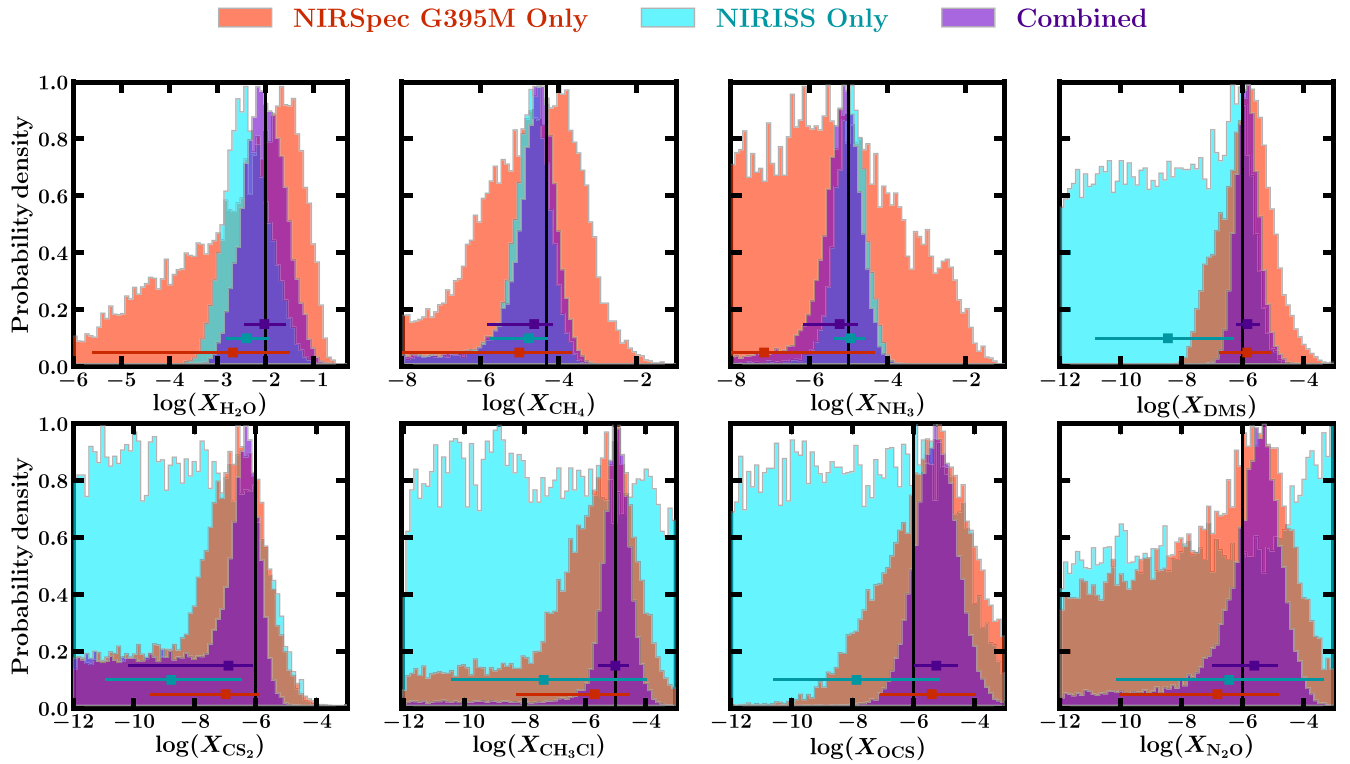 NIRSpec G395M Only NIRISS Only Combined
Probability density
1.0
0.8
0.6
0.4
0.2
0.0
−6 −5 −4 −3 −2 −1
log(X_H₂O)
−8 −6 −4 −2
log(X_CH₄)
−8 −6 −4 −2
log(X_NH₃)
−12 −10 −8 −6 −4
log(X_DMS)
Probability density
1.0
0.8
0.6
0.4
0.2
0.0
−12 −10 −8 −6 −4
log(X_CS₂)
−12 −10 −8 −6 −4
log(X_CH₃Cl)
−12 −10 −8 −6 −4
log(X_OCS)
−12 −10 −8 −6 −4
log(X_N₂O)